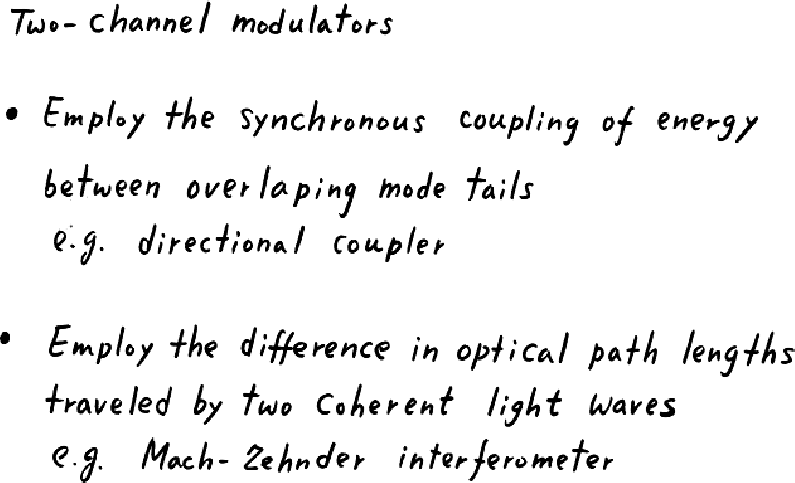 Two-channel modulators
• Employ the synchronous coupling of energy
between overlaping mode tails
e.g. directional coupler
• Employ the difference in optical path lengths
traveled by two coherent light waves
e.g. Mach-Zehnder interferometer